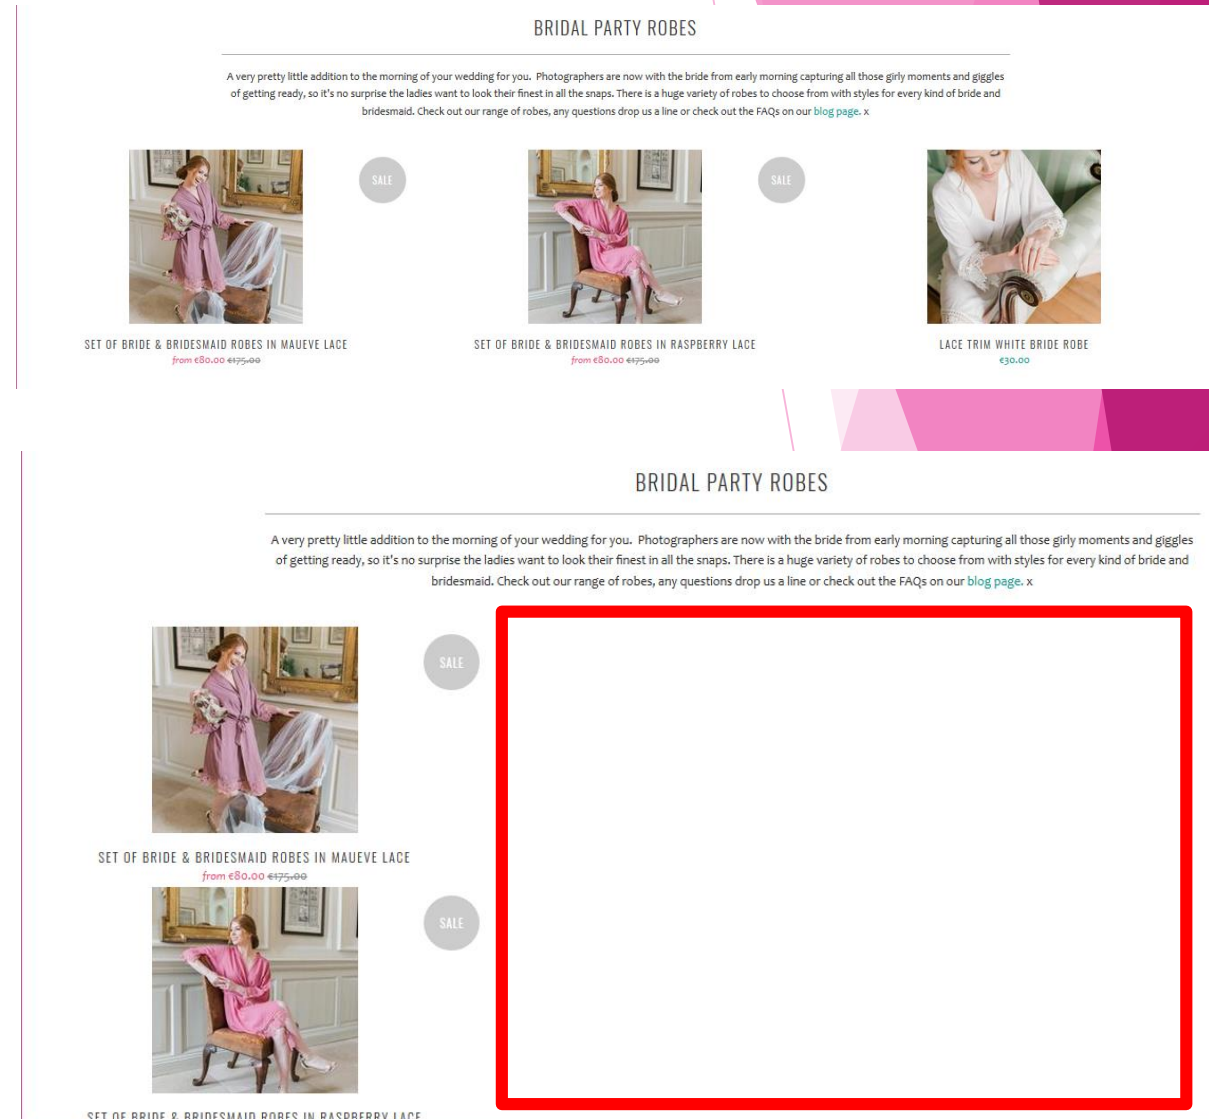 BRIDAL PARTY ROBES
A very pretty little addition to the morning of your wedding for you.  Photographers are now with the bride from early morning capturing all those girly moments and giggles
of getting ready, so it's no surprise the ladies want to look their finest in all the snaps. There is a huge variety of robes to choose from with styles for every kind of bride and
bridesmaid. Check out our range of robes, any questions drop us a line or check out the FAQs on our blog page. x
SALE
SALE
SET OF BRIDE & BRIDESMAID ROBES IN MAUEVE LACE
from €80.00 €175.00
SET OF BRIDE & BRIDESMAID ROBES IN RASPBERRY LACE
from €80.00 €175.00
LACE TRIM WHITE BRIDE ROBE
€30.00
BRIDAL PARTY ROBES
A very pretty little addition to the morning of your wedding for you.  Photographers are now with the bride from early morning capturing all those girly moments and giggles
of getting ready, so it's no surprise the ladies want to look their finest in all the snaps. There is a huge variety of robes to choose from with styles for every kind of bride and
bridesmaid. Check out our range of robes, any questions drop us a line or check out the FAQs on our blog page. x
SALE
SET OF BRIDE & BRIDESMAID ROBES IN MAUEVE LACE
from €80.00 €175.00
SALE
SET OF BRIDE & BRIDESMAID ROBES IN RASPBERRY LACE